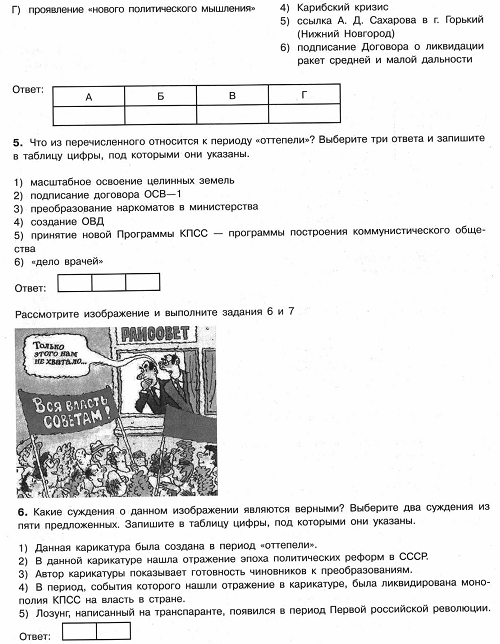 Г) проявление «нового политического мышления»
4) Карибский кризис
5) ссылка А. Д. Сахарова в г. Горький
(Нижний Новгород)
6) подписание Договора о ликвидации
ракет средней и малой дальности
Ответ:
А Б В Г
5. Что из перечисленного относится к периоду «оттепели»? Выберите три ответа и запишите
в таблицу цифры, под которыми они указаны.
1) масштабное освоение целинных земель
2) подписание договора ОСВ—1
3) преобразование наркоматов в министерства
4) создание ОВД
5) принятие новой Программы КПСС — программы построения коммунистического обще-
ства
6) «дело врачей»
Ответ:
Рассмотрите изображение и выполните задания 6 и 7
РАЙСОВЕТ
Только
этого нам
не хватало...
Вся власть
Советам!
6. Какие суждения о данном изображении являются верными? Выберите два суждения из
пяти предложенных. Запишите в таблицу цифры, под которыми они указаны.
1) Данная карикатура была создана в период «оттепели».
2) В данной карикатуре нашла отражение эпоха политических реформ в СССР.
3) Автор карикатуры показывает готовность чиновников к преобразованиям.
4) В период, события которого нашли отражение в карикатуре, была ликвидирована моно-
полия КПСС на власть в стране.
5) Лозунг, написанный на транспаранте, появился в период Первой российской революции.
Ответ: